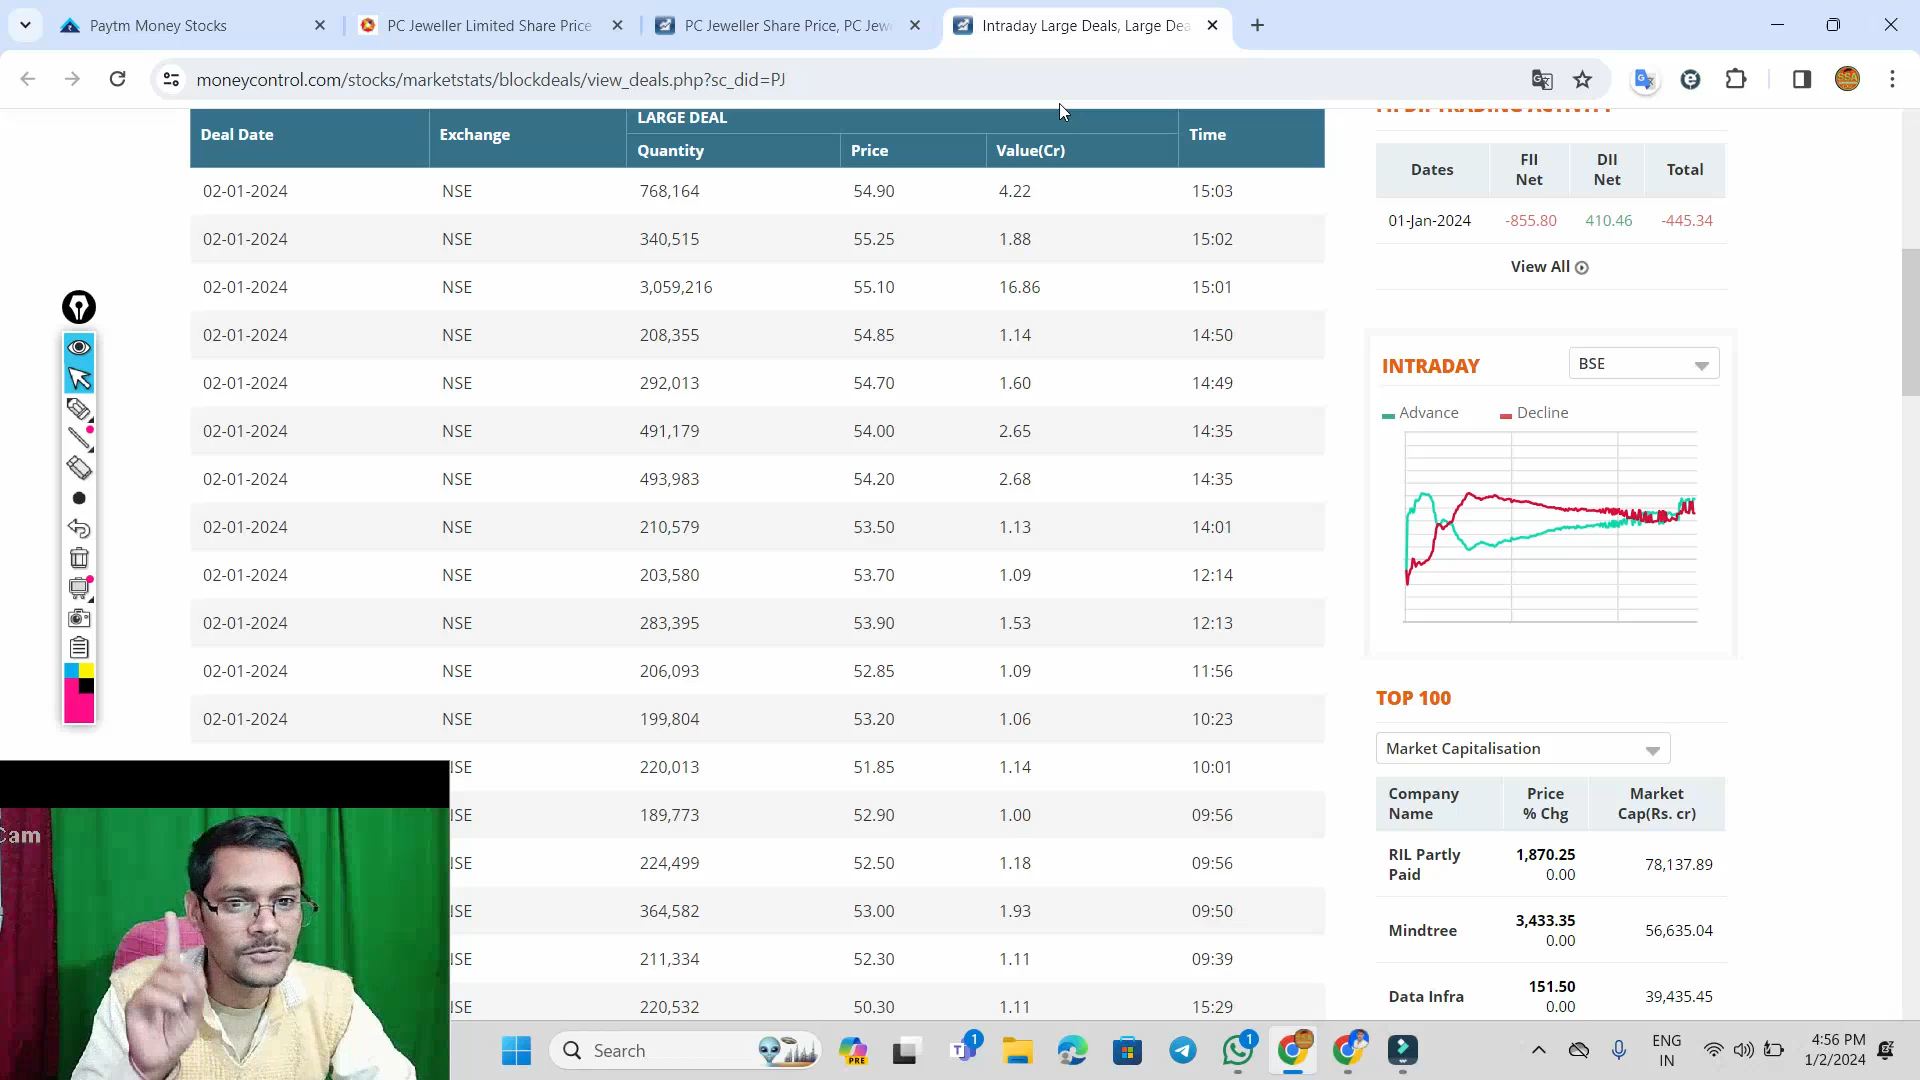 Paytm Money Stocks
PC Jeweller Limited Share Price
PC Jeweller Share Price, PC Jew
Intraday Large Deals, Large Dea
moneycontrol.com/stocks/marketstats/blockdeals/view_deals.php?sc_did=PJ
Deal Date Exchange LARGE DEAL Time
Quantity Price Value(Cr)
02-01-2024 NSE 768,164 54.90 4.22 15:03
02-01-2024 NSE 340,515 55.25 1.88 15:02
02-01-2024 NSE 3,059,216 55.10 16.86 15:01
02-01-2024 NSE 208,355 54.85 1.14 14:50
02-01-2024 NSE 292,013 54.70 1.60 14:49
02-01-2024 NSE 491,179 54.00 2.65 14:35
02-01-2024 NSE 493,983 54.20 2.68 14:35
02-01-2024 NSE 210,579 53.50 1.13 14:01
02-01-2024 NSE 203,580 53.70 1.09 12:14
02-01-2024 NSE 283,395 53.90 1.53 12:13
02-01-2024 NSE 206,093 52.85 1.09 11:56
02-01-2024 NSE 199,804 53.20 1.06 10:23
SE 220,013 51.85 1.14 10:01
SE 189,773 52.90 1.00 09:56
SE 224,499 52.50 1.18 09:56
SE 364,582 53.00 1.93 09:50
SE 211,334 52.30 1.11 09:39
SE 220,532 50.30 1.11 15:29
TRADING ACTIVITY
Dates FII Net DII Net Total
01-Jan-2024 -855.80 410.46 -445.34
View All
INTRADAY BSE
Advance Decline
TOP 100
Market Capitalisation
Company Name Price % Chg Market Cap(Rs. cr)
RIL Partly Paid 1,870.25 0.00 78,137.89
Mindtree 3,433.35 0.00 56,635.04
Data Infra 151.50 0.00 39,435.45
Cam
Search
PRE
1
1
ENG
IN
4:56 PM
1/2/2024